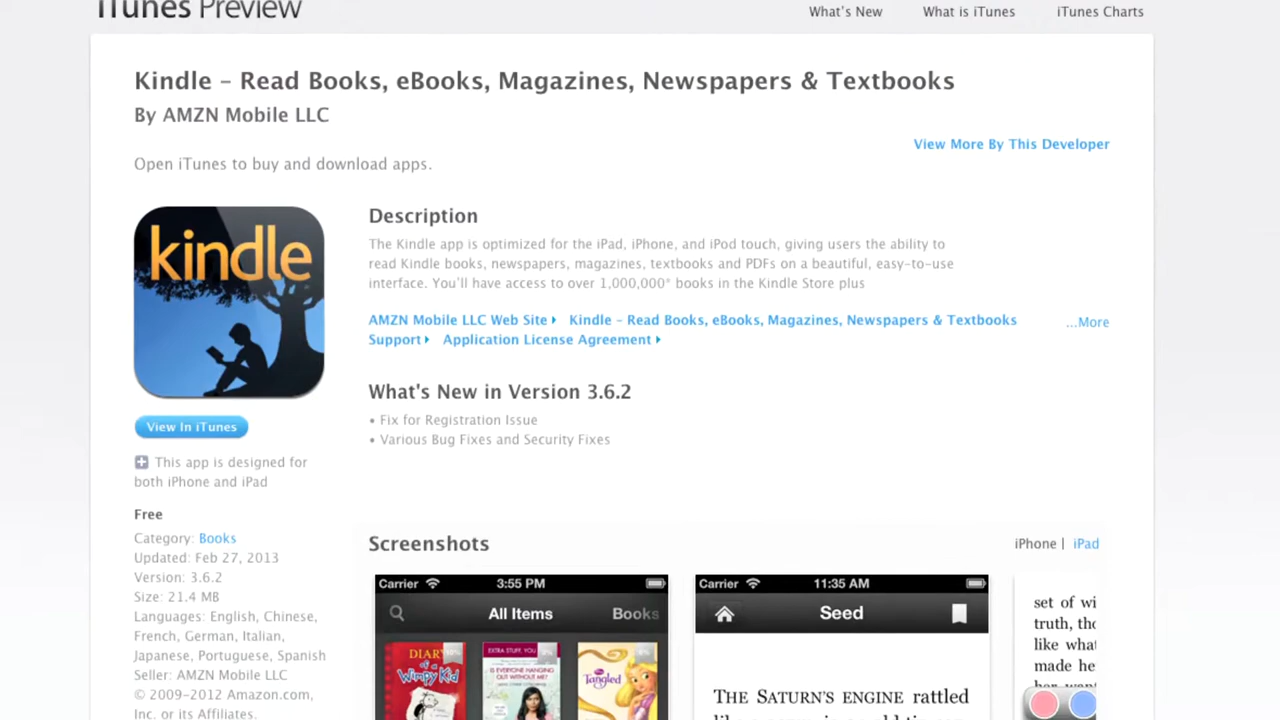 iTunes Preview
What's New What is iTunes iTunes Charts
Kindle – Read Books, eBooks, Magazines, Newspapers & Textbooks
By AMZN Mobile LLC
View More By This Developer
Open iTunes to buy and download apps.
kindle
View In iTunes
This app is designed for
both iPhone and iPad
Free
Category: Books
Updated: Feb 27, 2013
Version: 3.6.2
Size: 21.4 MB
Languages: English, Chinese,
French, German, Italian,
Japanese, Portuguese, Spanish
Seller: AMZN Mobile LLC
© 2009-2012 Amazon.com,
Inc. or its Affiliates.
Description
The Kindle app is optimized for the iPad, iPhone, and iPod touch, giving users the ability to
read Kindle books, newspapers, magazines, textbooks and PDFs on a beautiful, easy-to-use
interface. You'll have access to over 1,000,000* books in the Kindle Store plus
AMZN Mobile LLC Web Site Kindle – Read Books, eBooks, Magazines, Newspapers & Textbooks
Support Application License Agreement
...More
What's New in Version 3.6.2
• Fix for Registration Issue
• Various Bug Fixes and Security Fixes
Screenshots
iPhone | iPad
Carrier 3:55 PM
All Items Books
DIARY
of a
Wimpy Kid
EXTRA STUFF, YOU
IS EVERYONE HANGING
OUT WITHOUT ME?
Tangled
Carrier 11:35 AM
Seed
THE SATURN'S ENGINE rattled
set of wi
truth, tho
like what
made he